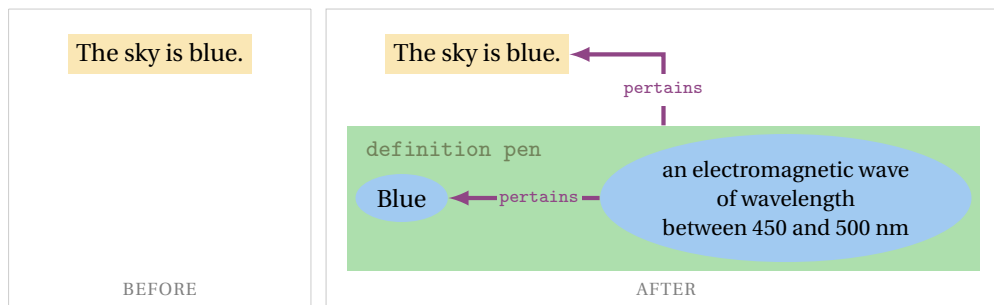 The sky is blue.
BEFORE
The sky is blue.
pertains
definition pen
Blue
pertains
an electromagnetic wave
of wavelength
between 450 and 500 nm
AFTER